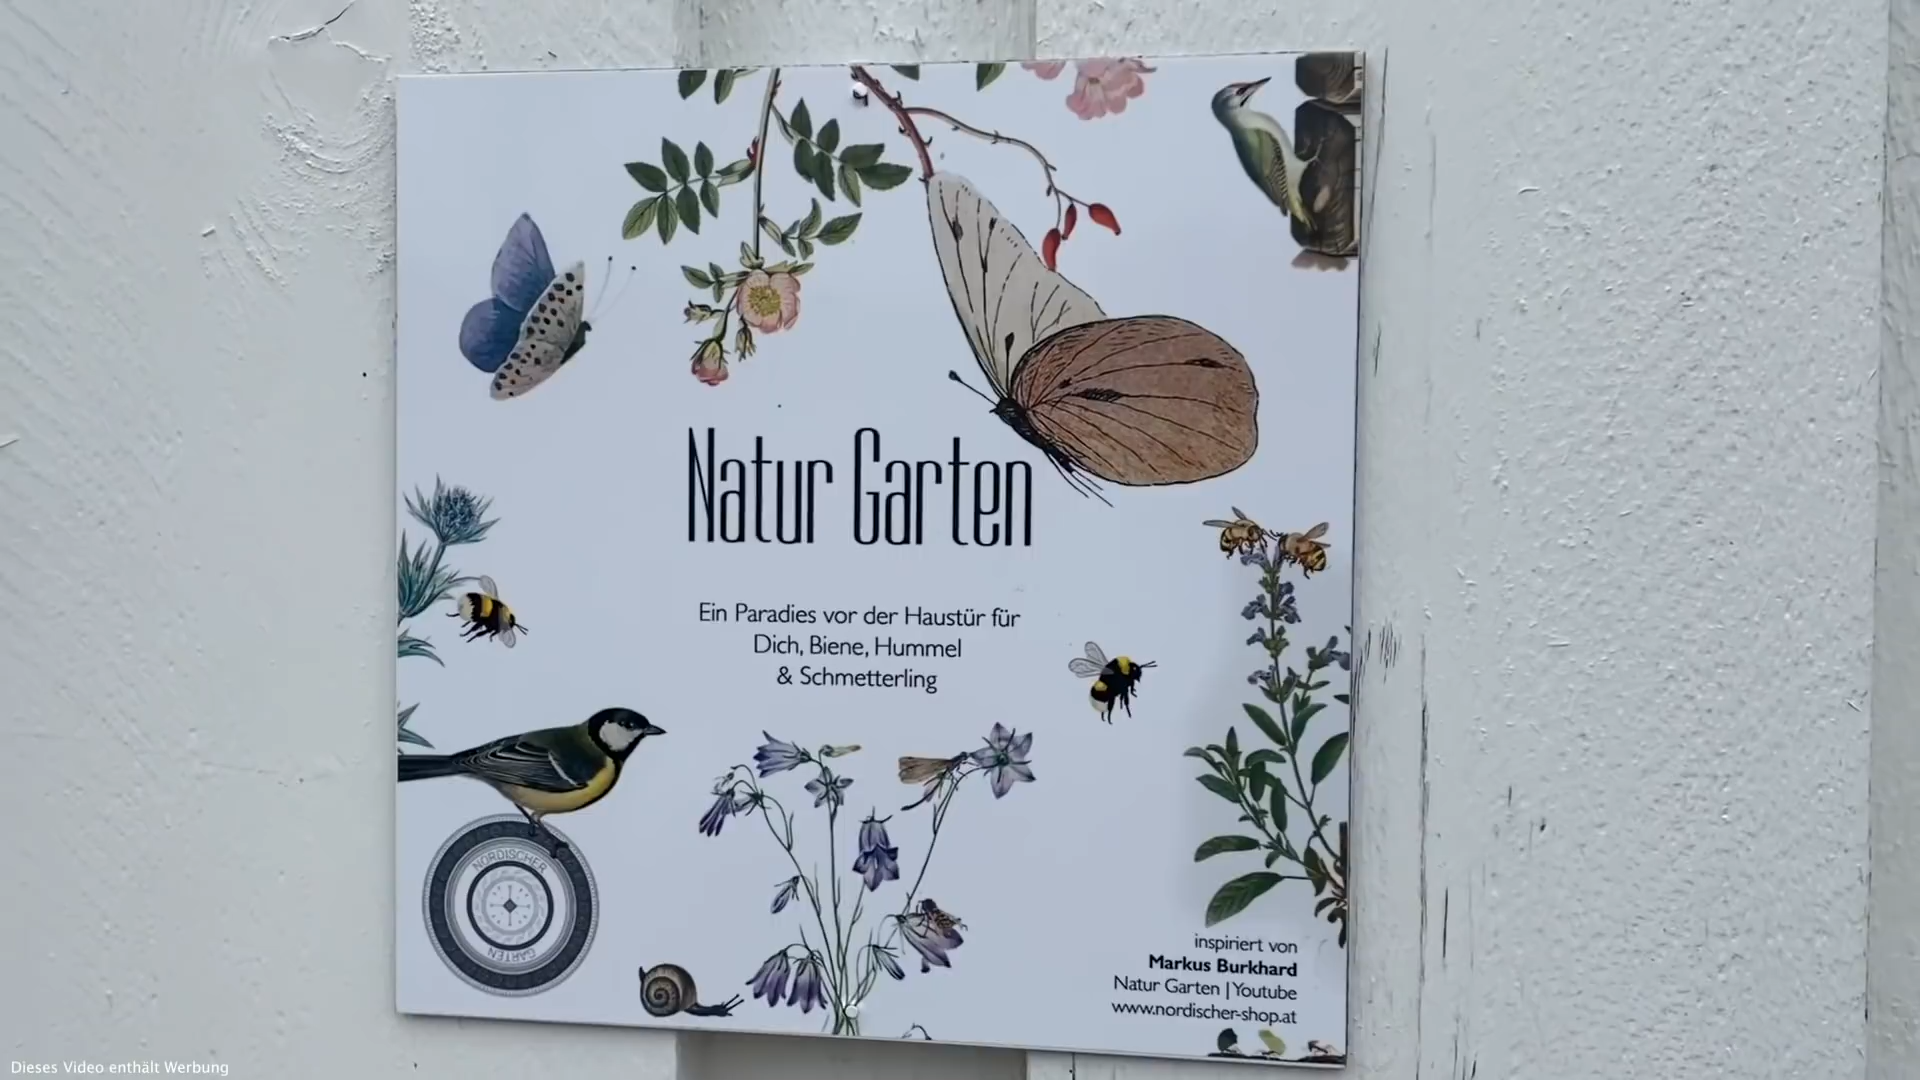 Natur Garten
Ein Paradies vor der Haustür für
Dich, Biene, Hummel
& Schmetterling
NORDISCHER
GARTEN
inspiriert von
Markus Burkhard
Natur Garten | Youtube
www.nordischer-shop.at
Dieses Video enthält Werbung